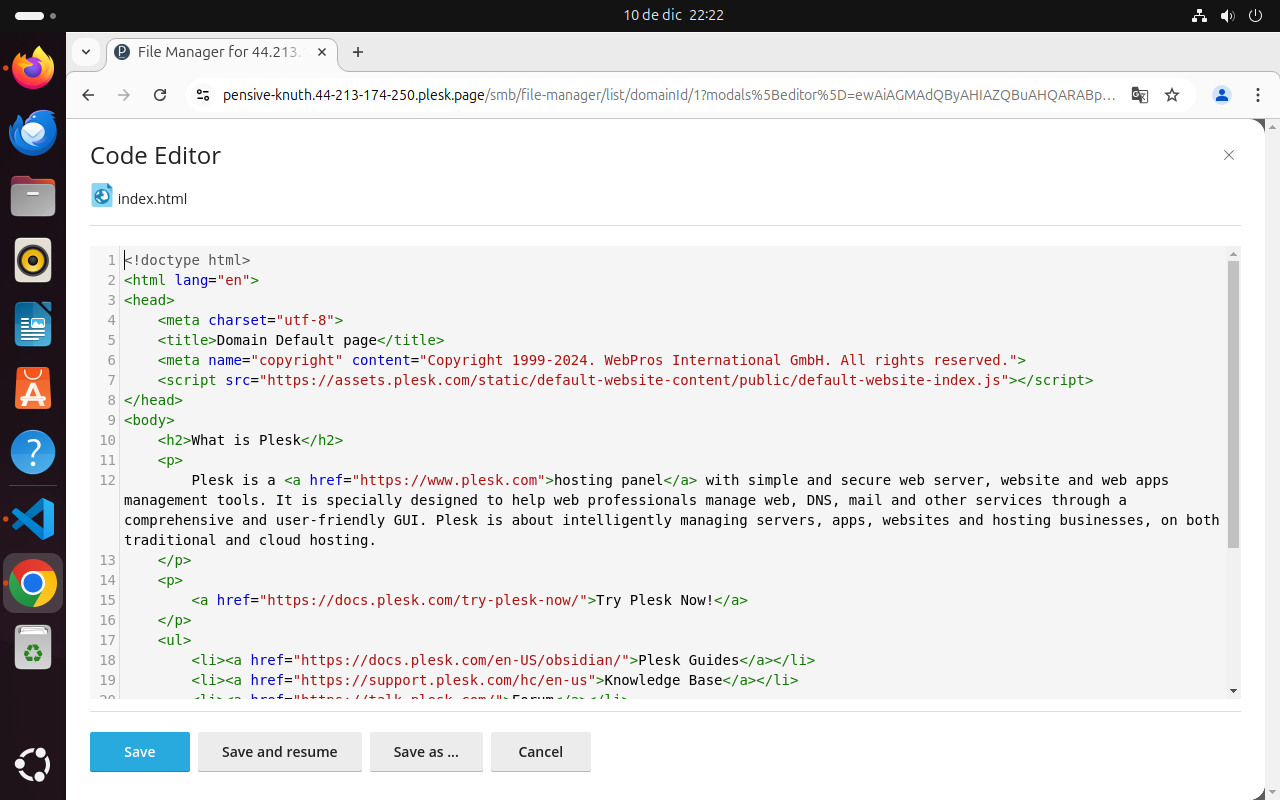 10 de dic 22:22
File Manager for 44.213.
pensive-knuth.44-213-174-250.plesk.page/smb/file-manager/list/domainId/1?modals%5Beditor%5D=ewAiAGMAdQByAHIAZQBuAHQARABp…
Code Editor
index.html
1 <!doctype html>
2 <html lang="en">
3 <head>
4     <meta charset="utf-8">
5     <title>Domain Default page</title>
6     <meta name="copyright" content="Copyright 1999-2024. WebPros International GmbH. All rights reserved.">
7     <script src="https://assets.plesk.com/static/default-website-content/public/default-website-index.js"></script>
8 </head>
9 <body>
10     <h2>What is Plesk</h2>
11     <p>
12         Plesk is a <a href="https://www.plesk.com">hosting panel</a> with simple and secure web server, website and web apps
management tools. It is specially designed to help web professionals manage web, DNS, mail and other services through a
comprehensive and user-friendly GUI. Plesk is about intelligently managing servers, apps, websites and hosting businesses, on both
traditional and cloud hosting.
13     </p>
14     <p>
15         <a href="https://docs.plesk.com/try-plesk-now/">Try Plesk Now!</a>
16     </p>
17     <ul>
18         <li><a href="https://docs.plesk.com/en-US/obsidian/">Plesk Guides</a></li>
19         <li><a href="https://support.plesk.com/hc/en-us">Knowledge Base</a></li>
20         <li><a href="https://talk.plesk.com/">Forum</a></li>
Save
Save and resume
Save as ...
Cancel